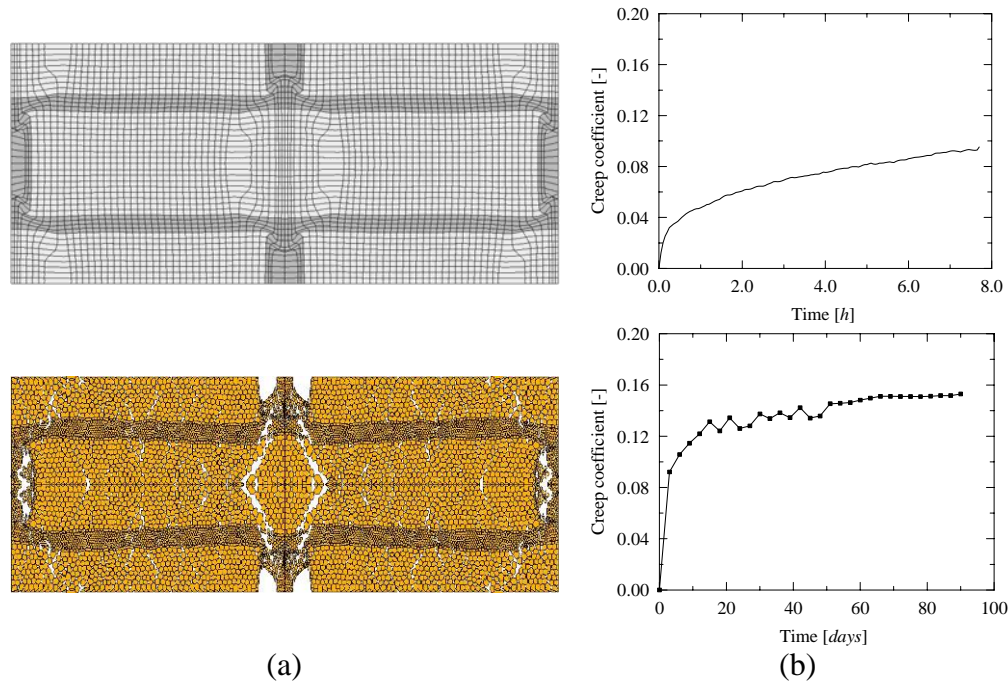 0.20
0.16
0.12
0.08
0.04
0.00
Creep coefficient [-]
0.0 2.0 4.0 6.0 8.0
Time [h]
0.20
0.16
0.12
0.08
0.04
0.00
Creep coefficient [-]
0 20 40 60 80 100
Time [days]
(a) (b)